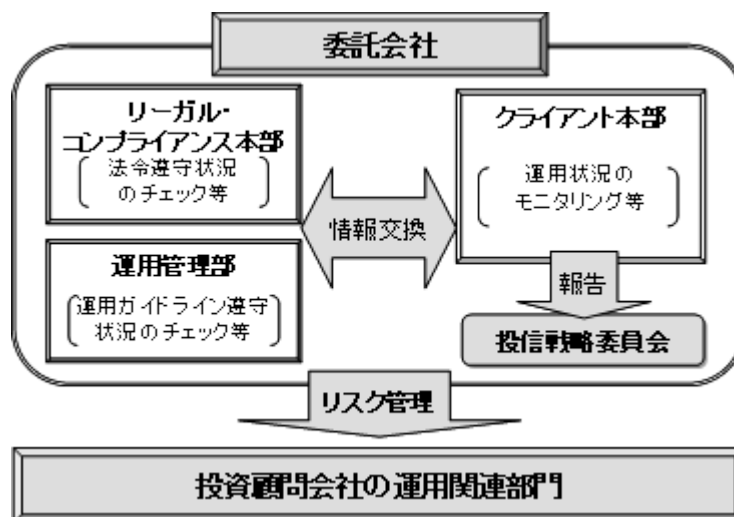 委託会社
リーガル・
コンプライアンス本部
法令遵守状況
のチェック等
運用管理部
運用ガイドライン遵守
状況のチェック等
情報交換
クライアント本部
運用状況の
モニタリング等
報告
投信戦略委員会
リスク管理
投資顧問会社の運用関連部門